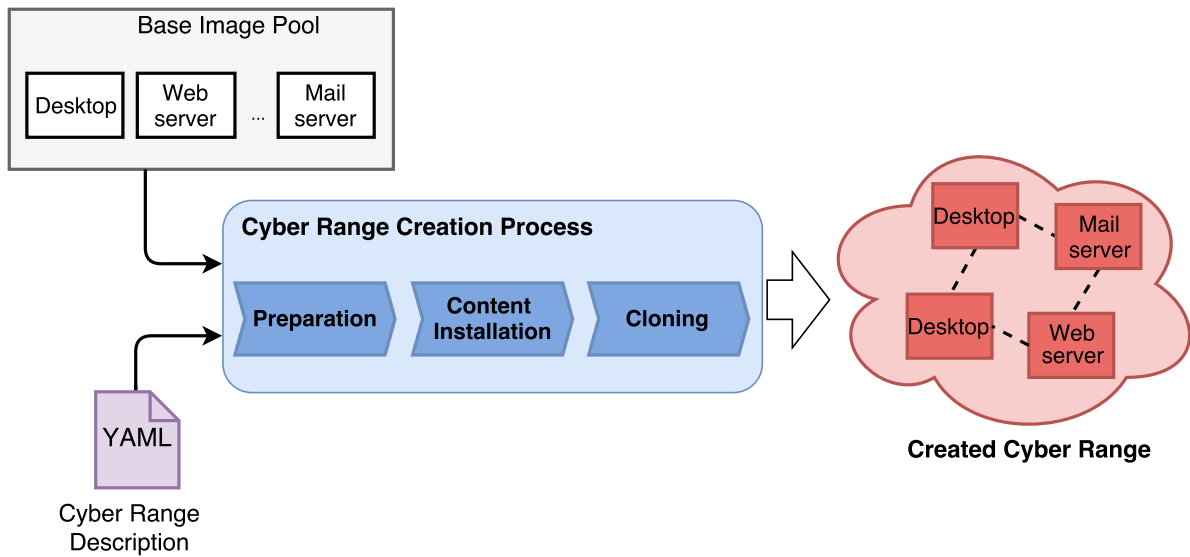 Base Image Pool
Desktop
Web
server
...
Mail
server
Cyber Range Creation Process
Preparation
Content
Installation
Cloning
YAML
Cyber Range
Description
Desktop
Mail
server
Desktop
Web
server
Created Cyber Range